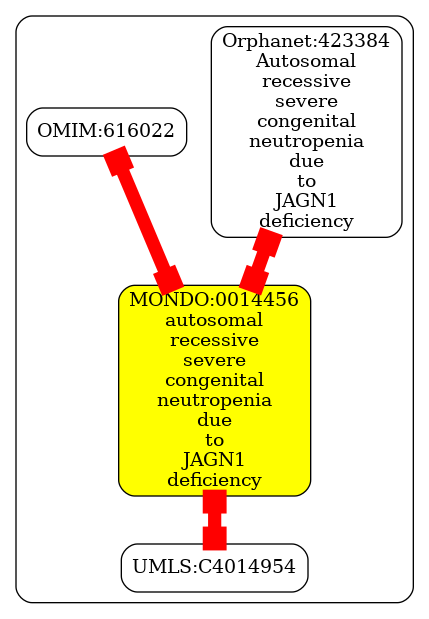 Orphanet:423384
Autosomal
recessive
severe
congenital
neutropenia
due
to
JAGN1
deficiency
OMIM:616022
MONDO:0014456
autosomal
recessive
severe
congenital
neutropenia
due
to
JAGN1
deficiency
UMLS:C4014954